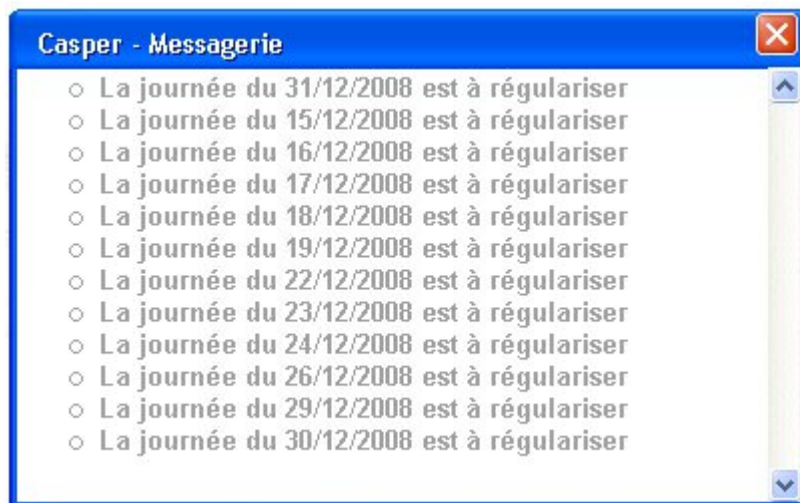 Casper - Messagerie
La journée du 31/12/2008 est à régulariser
La journée du 15/12/2008 est à régulariser
La journée du 16/12/2008 est à régulariser
La journée du 17/12/2008 est à régulariser
La journée du 18/12/2008 est à régulariser
La journée du 19/12/2008 est à régulariser
La journée du 22/12/2008 est à régulariser
La journée du 23/12/2008 est à régulariser
La journée du 24/12/2008 est à régulariser
La journée du 26/12/2008 est à régulariser
La journée du 29/12/2008 est à régulariser
La journée du 30/12/2008 est à régulariser